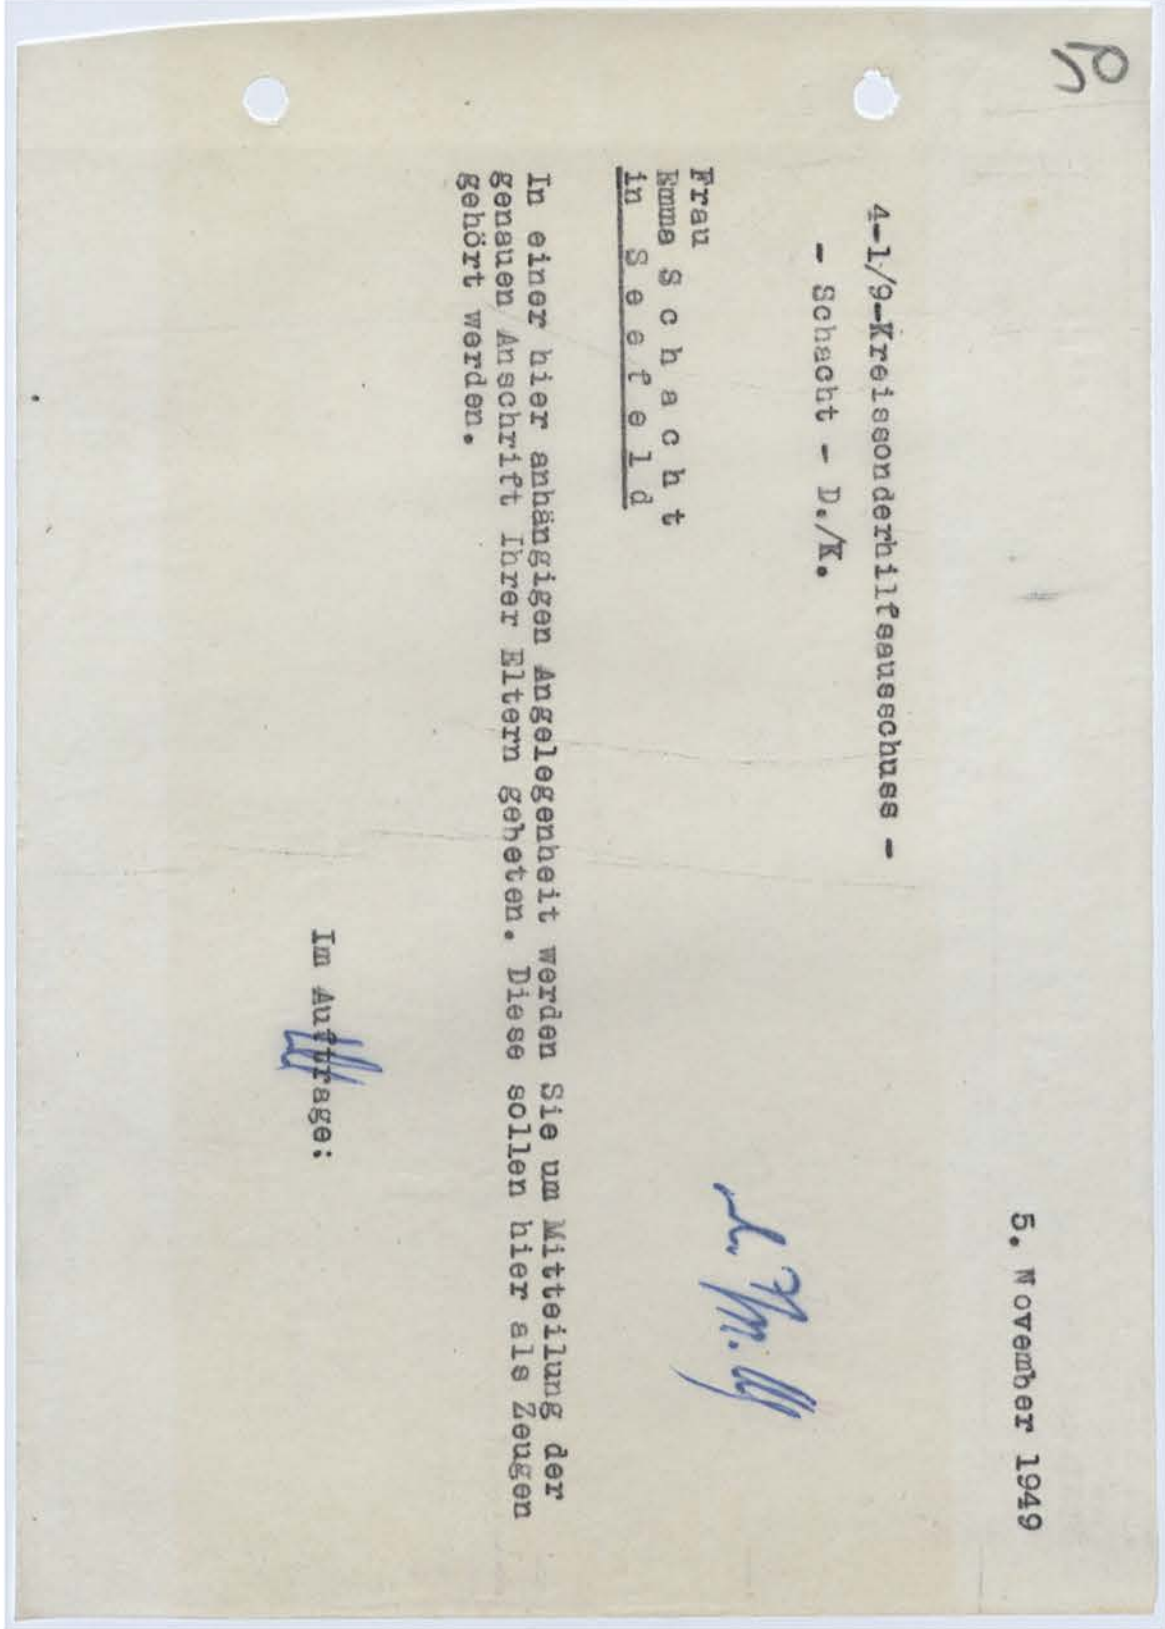 5. November 1949
4-1/9-Kreissonderhilfsausschuss -
- Schacht - D./K.
Frau
Emma S c h a c h t
in S e e f e l d
In einer hier anhängigen Angelegenheit werden Sie um Mitteilung der
genauen Anschrift Ihrer Eltern gebeten. Diese sollen hier als Zeugen
gehört werden.
Im Auftrage: